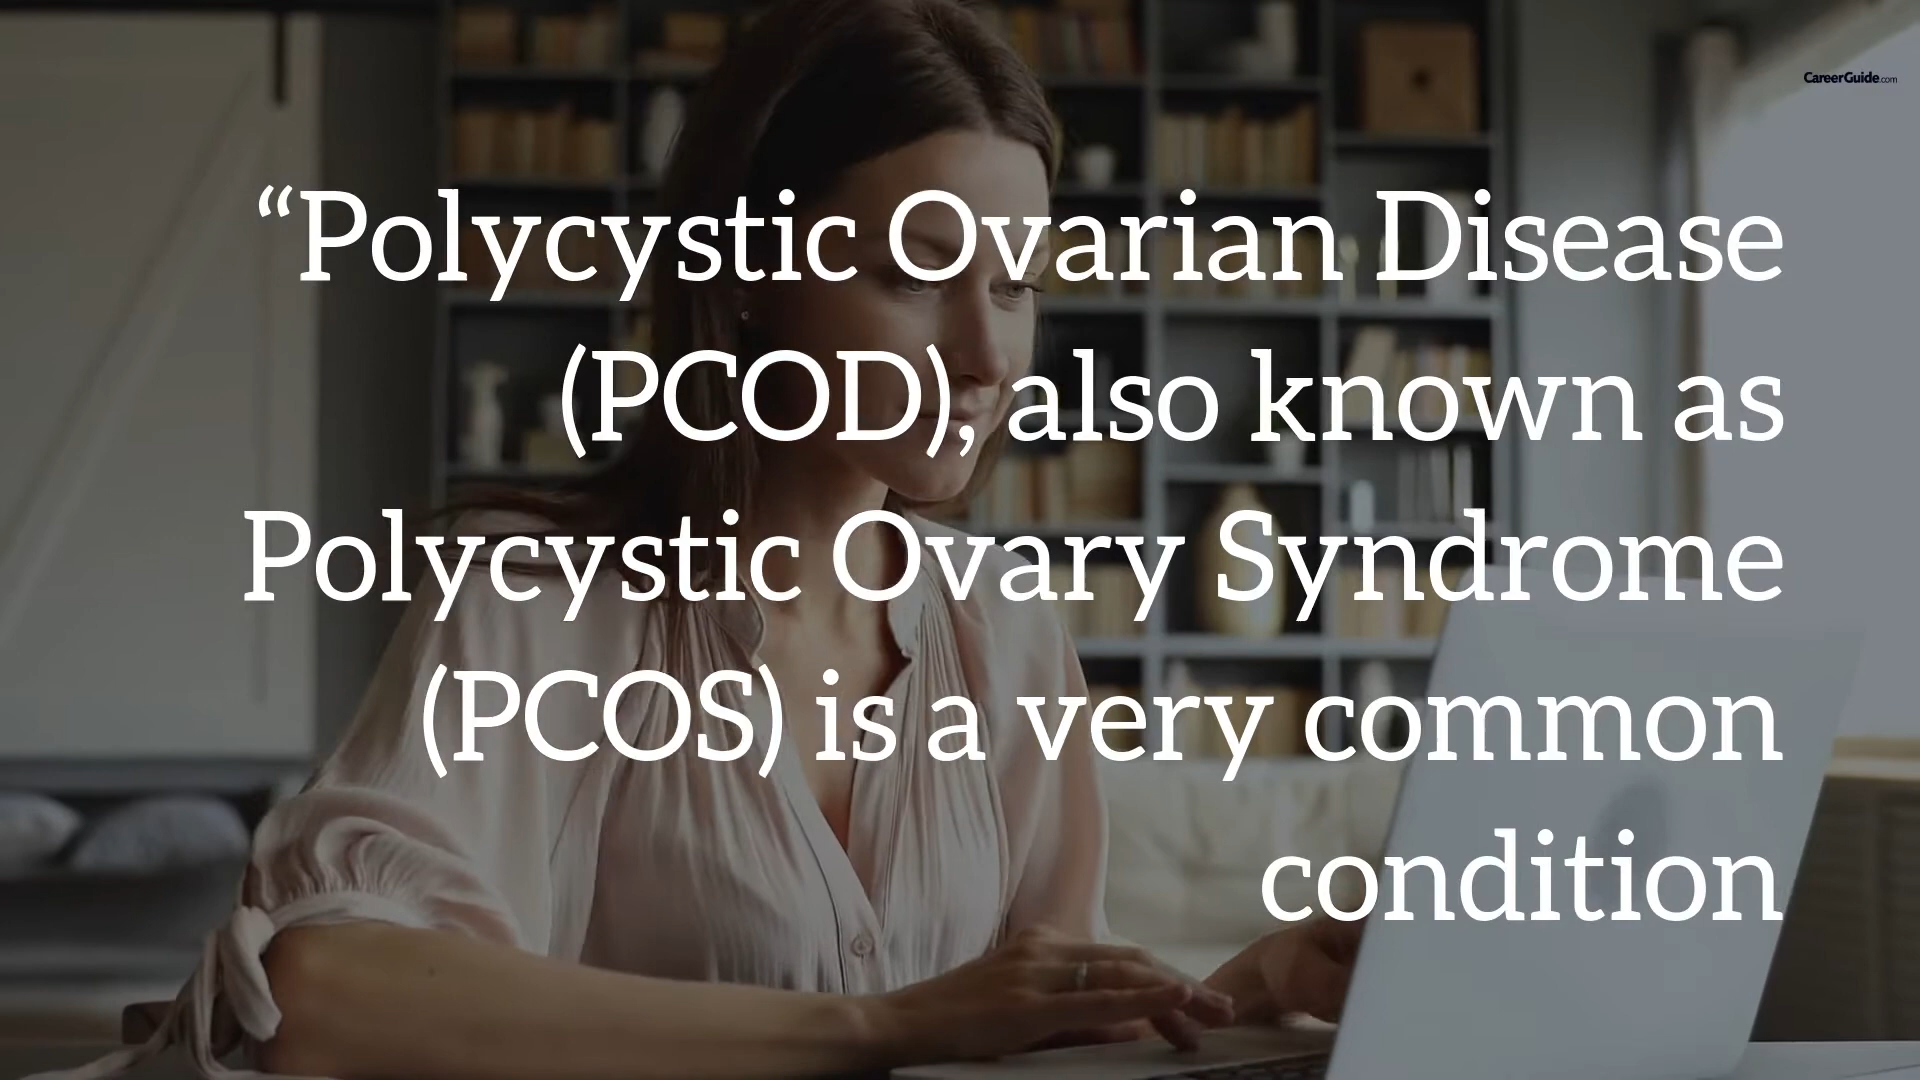 CareerGuide.com
“Polycystic Ovarian Disease
(PCOD), also known as
Polycystic Ovary Syndrome
(PCOS) is a very common
condition